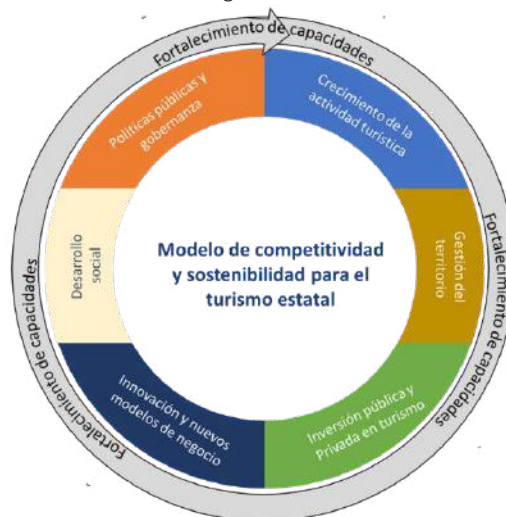 Fortalecimiento de capacidades
Políticas públicas y
gobernanza
Crecimiento de la
actividad turística
Gestión del
territorio
Fortalecimiento de capacidades
Inversión pública y
Privada en turismo
Innovación y nuevos
modelos de negocio
Desarrollo
social
Fortalecimiento de capacidades
Modelo de competitividad
y sostenibilidad para el
turismo estatal